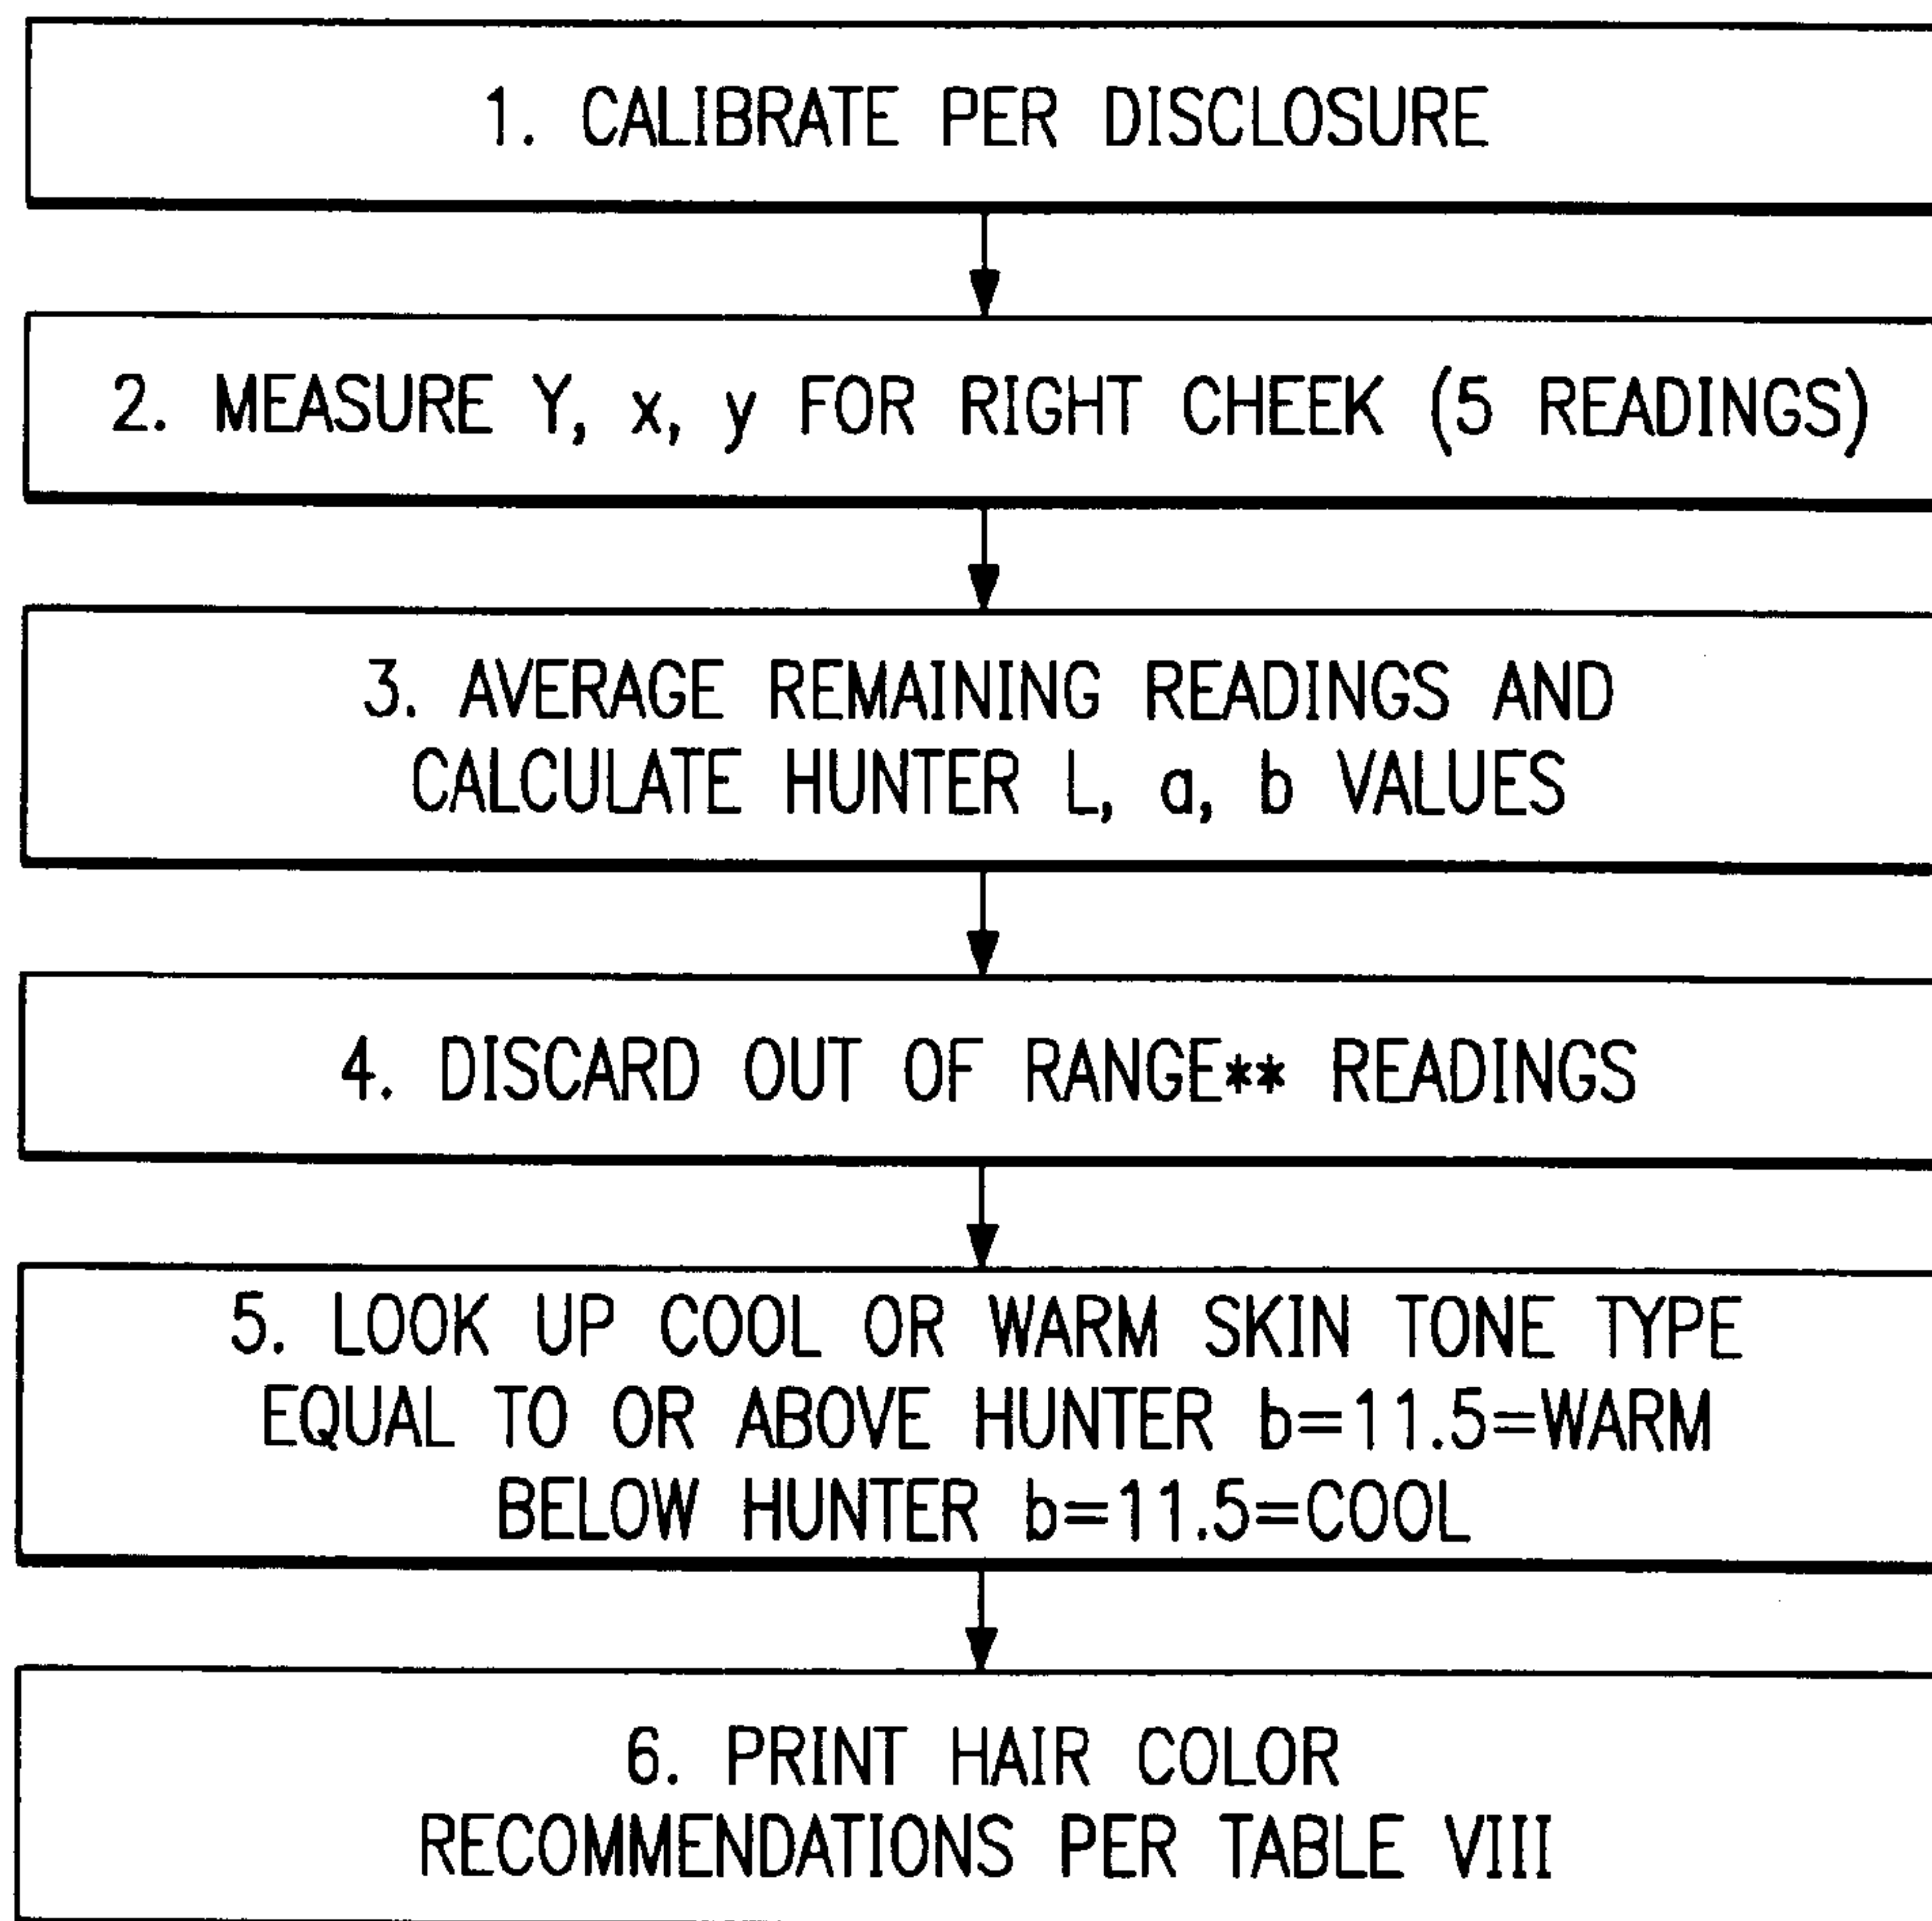 1. CALIBRATE PER DISCLOSURE
2. MEASURE Y, x, y FOR RIGHT CHEEK (5 READINGS)
3. AVERAGE REMAINING READINGS AND
CALCULATE HUNTER L, a, b VALUES
4. DISCARD OUT OF RANGE** READINGS
5. LOOK UP COOL OR WARM SKIN TONE TYPE
EQUAL TO OR ABOVE HUNTER b=11.5=WARM
BELOW HUNTER b=11.5=COOL
6. PRINT HAIR COLOR
RECOMMENDATIONS PER TABLE VIII